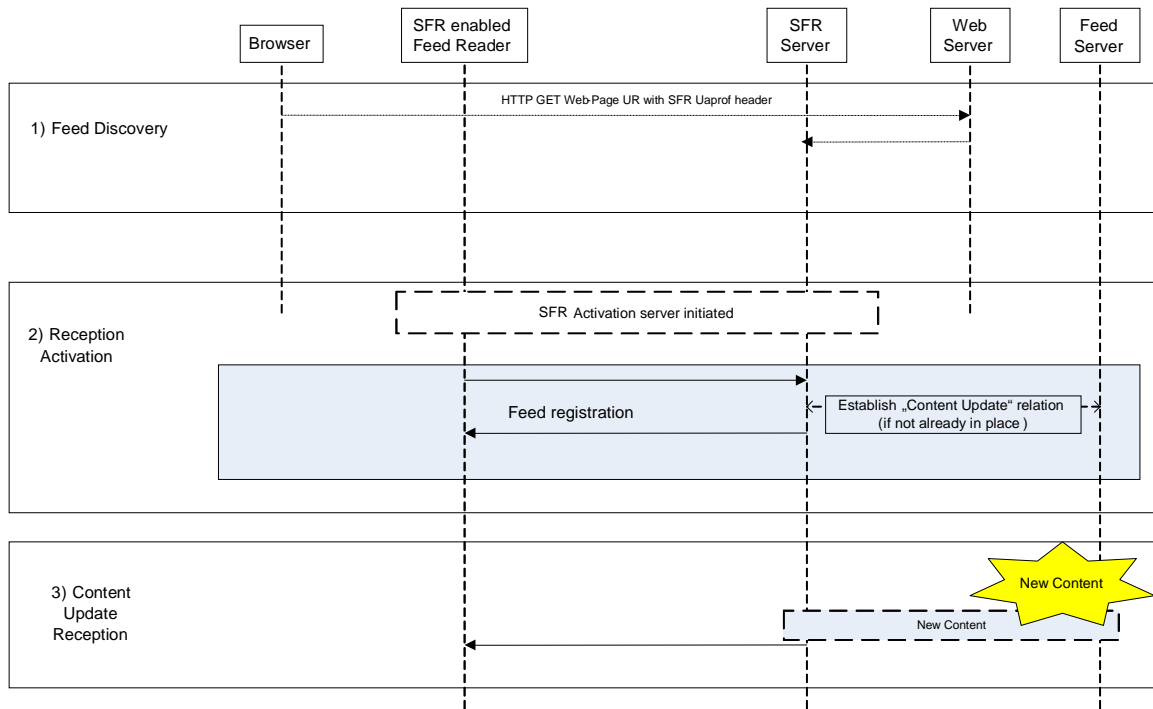 Browser
SFR enabled
Feed Reader
SFR
Server
Web
Server
Feed
Server
HTTP GET Web-Page UR with SFR Uaprof header
1) Feed Discovery
SFR Activation server initiated
2) Reception
Activation
Feed registration
Establish „Content Update“ relation
(if not already in place )
3) Content
Update
Reception
New Content
New Content